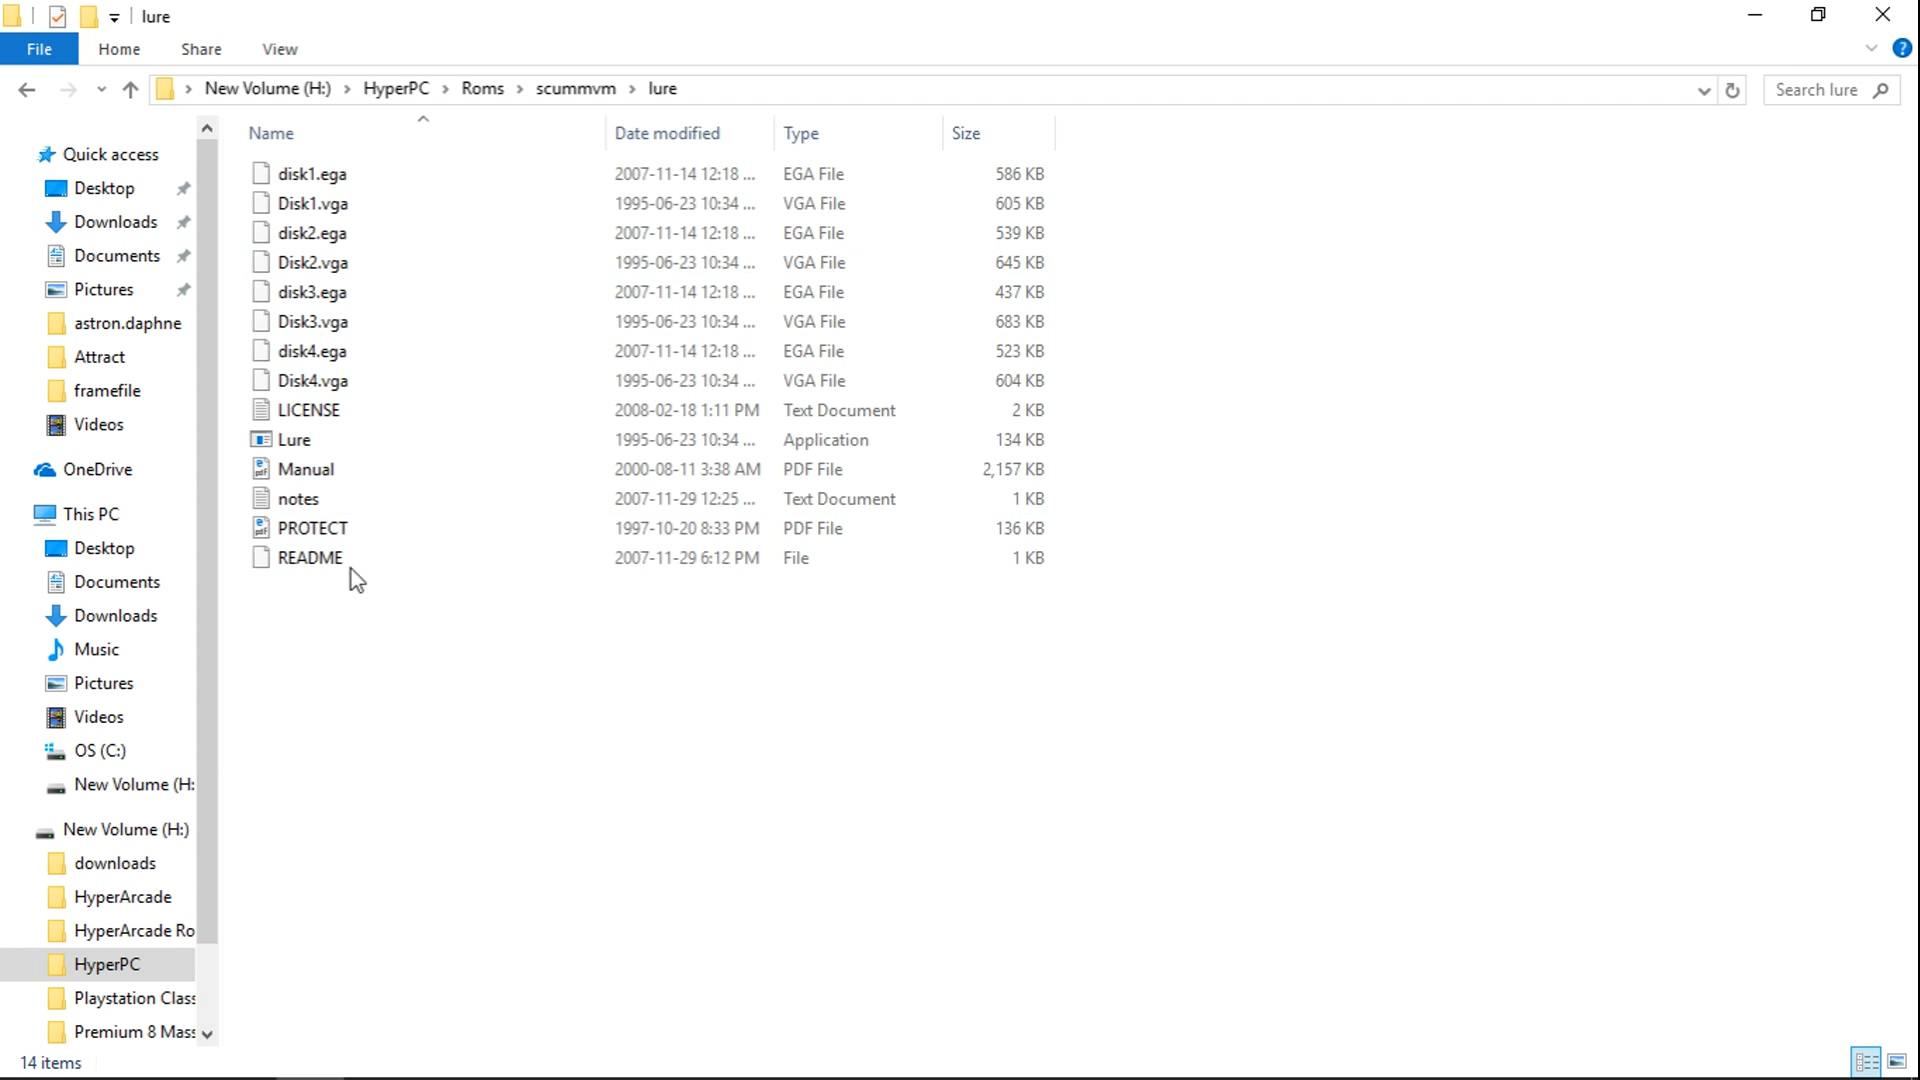 lure
File Home Share View
New Volume (H:) HyperPC Roms scummvm lure
Search lure
Name Date modified Type Size
disk1.ega 2007-11-14 12:18 ... EGA File 586 KB
Disk1.vga 1995-06-23 10:34 ... VGA File 605 KB
disk2.ega 2007-11-14 12:18 ... EGA File 539 KB
Disk2.vga 1995-06-23 10:34 ... VGA File 645 KB
disk3.ega 2007-11-14 12:18 ... EGA File 437 KB
Disk3.vga 1995-06-23 10:34 ... VGA File 683 KB
disk4.ega 2007-11-14 12:18 ... EGA File 523 KB
Disk4.vga 1995-06-23 10:34 ... VGA File 604 KB
LICENSE 2008-02-18 1:11 PM Text Document 2 KB
Lure 1995-06-23 10:34 ... Application 134 KB
Manual 2000-08-11 3:38 AM PDF File 2,157 KB
notes 2007-11-29 12:25 ... Text Document 1 KB
PROTECT 1997-10-20 8:33 PM PDF File 136 KB
README 2007-11-29 6:12 PM File 1 KB
Quick access
Desktop
Downloads
Documents
Pictures
astron.daphne
Attract
framefile
Videos
OneDrive
This PC
Desktop
Documents
Downloads
Music
Pictures
Videos
OS (C:)
New Volume (H:
New Volume (H:)
downloads
HyperArcade
HyperArcade Ro
HyperPC
Playstation Class
Premium 8 Mass
14 items